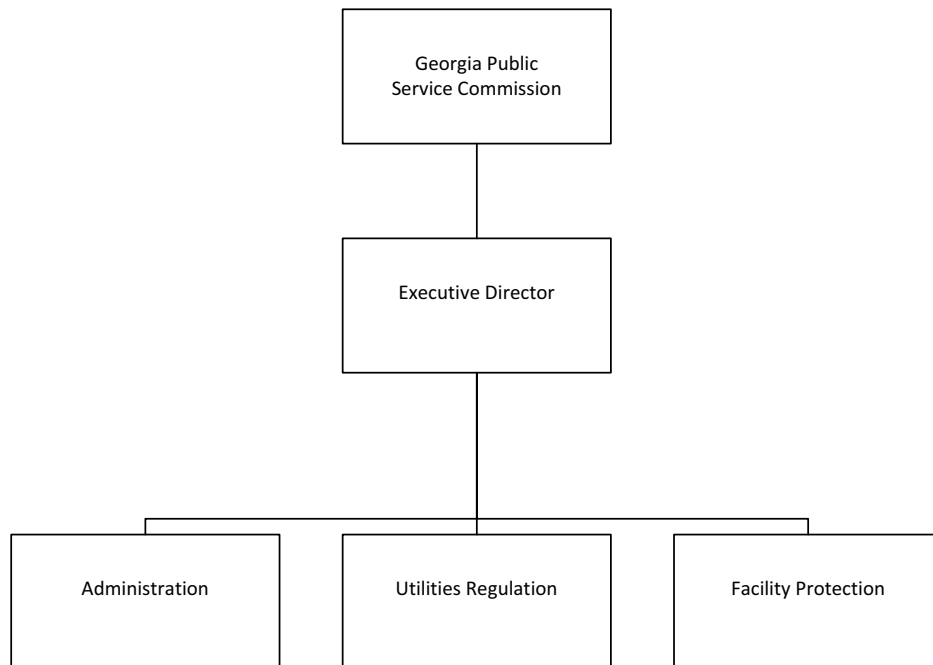 Georgia Public
Service Commission
Executive Director
Administration
Utilities Regulation
Facility Protection